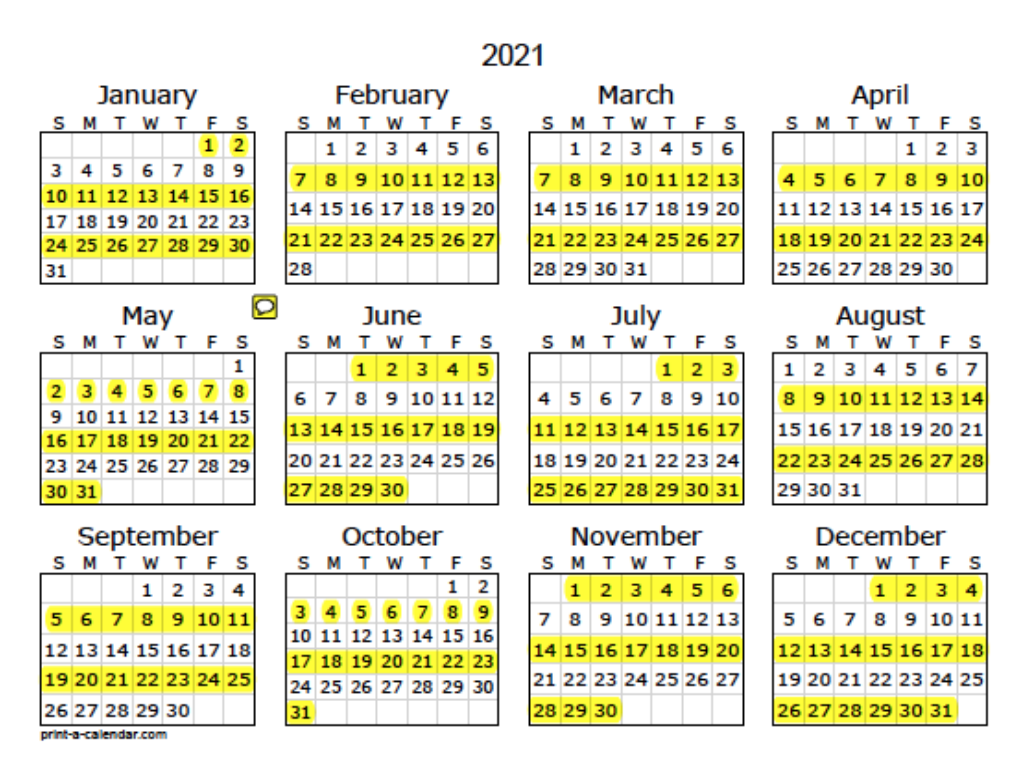 2021
January February March April
S M T W T F S S M T W T F S S M T W T F S S M T W T F S
1 2 1 2 3 4 5 6 1 2 3 4 5 6 1 2 3
3 4 5 6 7 8 9 7 8 9 10 11 12 13 7 8 9 10 11 12 13 4 5 6 7 8 9 10
10 11 12 13 14 15 16 14 15 16 17 18 19 20 14 15 16 17 18 19 20 11 12 13 14 15 16 17
17 18 19 20 21 22 23 21 22 23 24 25 26 27 21 22 23 24 25 26 27 18 19 20 21 22 23 24
24 25 26 27 28 29 30 28 28 29 30 31 25 26 27 28 29 30
31
May June July August
S M T W T F S S M T W T F S S M T W T F S S M T W T F S
1 1 2 3 4 5 1 2 3 1 2 3 4 5 6 7
2 3 4 5 6 7 8 6 7 8 9 10 11 12 4 5 6 7 8 9 10 8 9 10 11 12 13 14
9 10 11 12 13 14 15 13 14 15 16 17 18 19 11 12 13 14 15 16 17 15 16 17 18 19 20 21
16 17 18 19 20 21 22 20 21 22 23 24 25 26 18 19 20 21 22 23 24 22 23 24 25 26 27 28
23 24 25 26 27 28 29 27 28 29 30 25 26 27 28 29 30 31 29 30 31
30 31
September October November December
S M T W T F S S M T W T F S S M T W T F S S M T W T F S
1 2 3 4 1 2 1 2 3 4 5 6 1 2 3 4
5 6 7 8 9 10 11 3 4 5 6 7 8 9 7 8 9 10 11 12 13 5 6 7 8 9 10 11
12 13 14 15 16 17 18 10 11 12 13 14 15 16 14 15 16 17 18 19 20 12 13 14 15 16 17 18
19 20 21 22 23 24 25 17 18 19 20 21 22 23 21 22 23 24 25 26 27 19 20 21 22 23 24 25
26 27 28 29 30 24 25 26 27 28 29 30 28 29 30 26 27 28 29 30 31
31
print-a-calendar.com